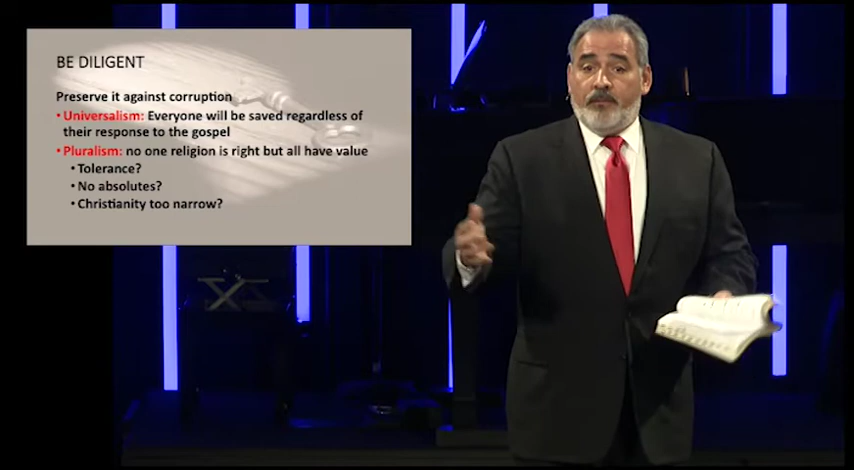 BE DILIGENT
Preserve it against corruption
• Universalism: Everyone will be saved regardless of
their response to the gospel
• Pluralism: no one religion is right but all have value
• Tolerance?
• No absolutes?
• Christianity too narrow?